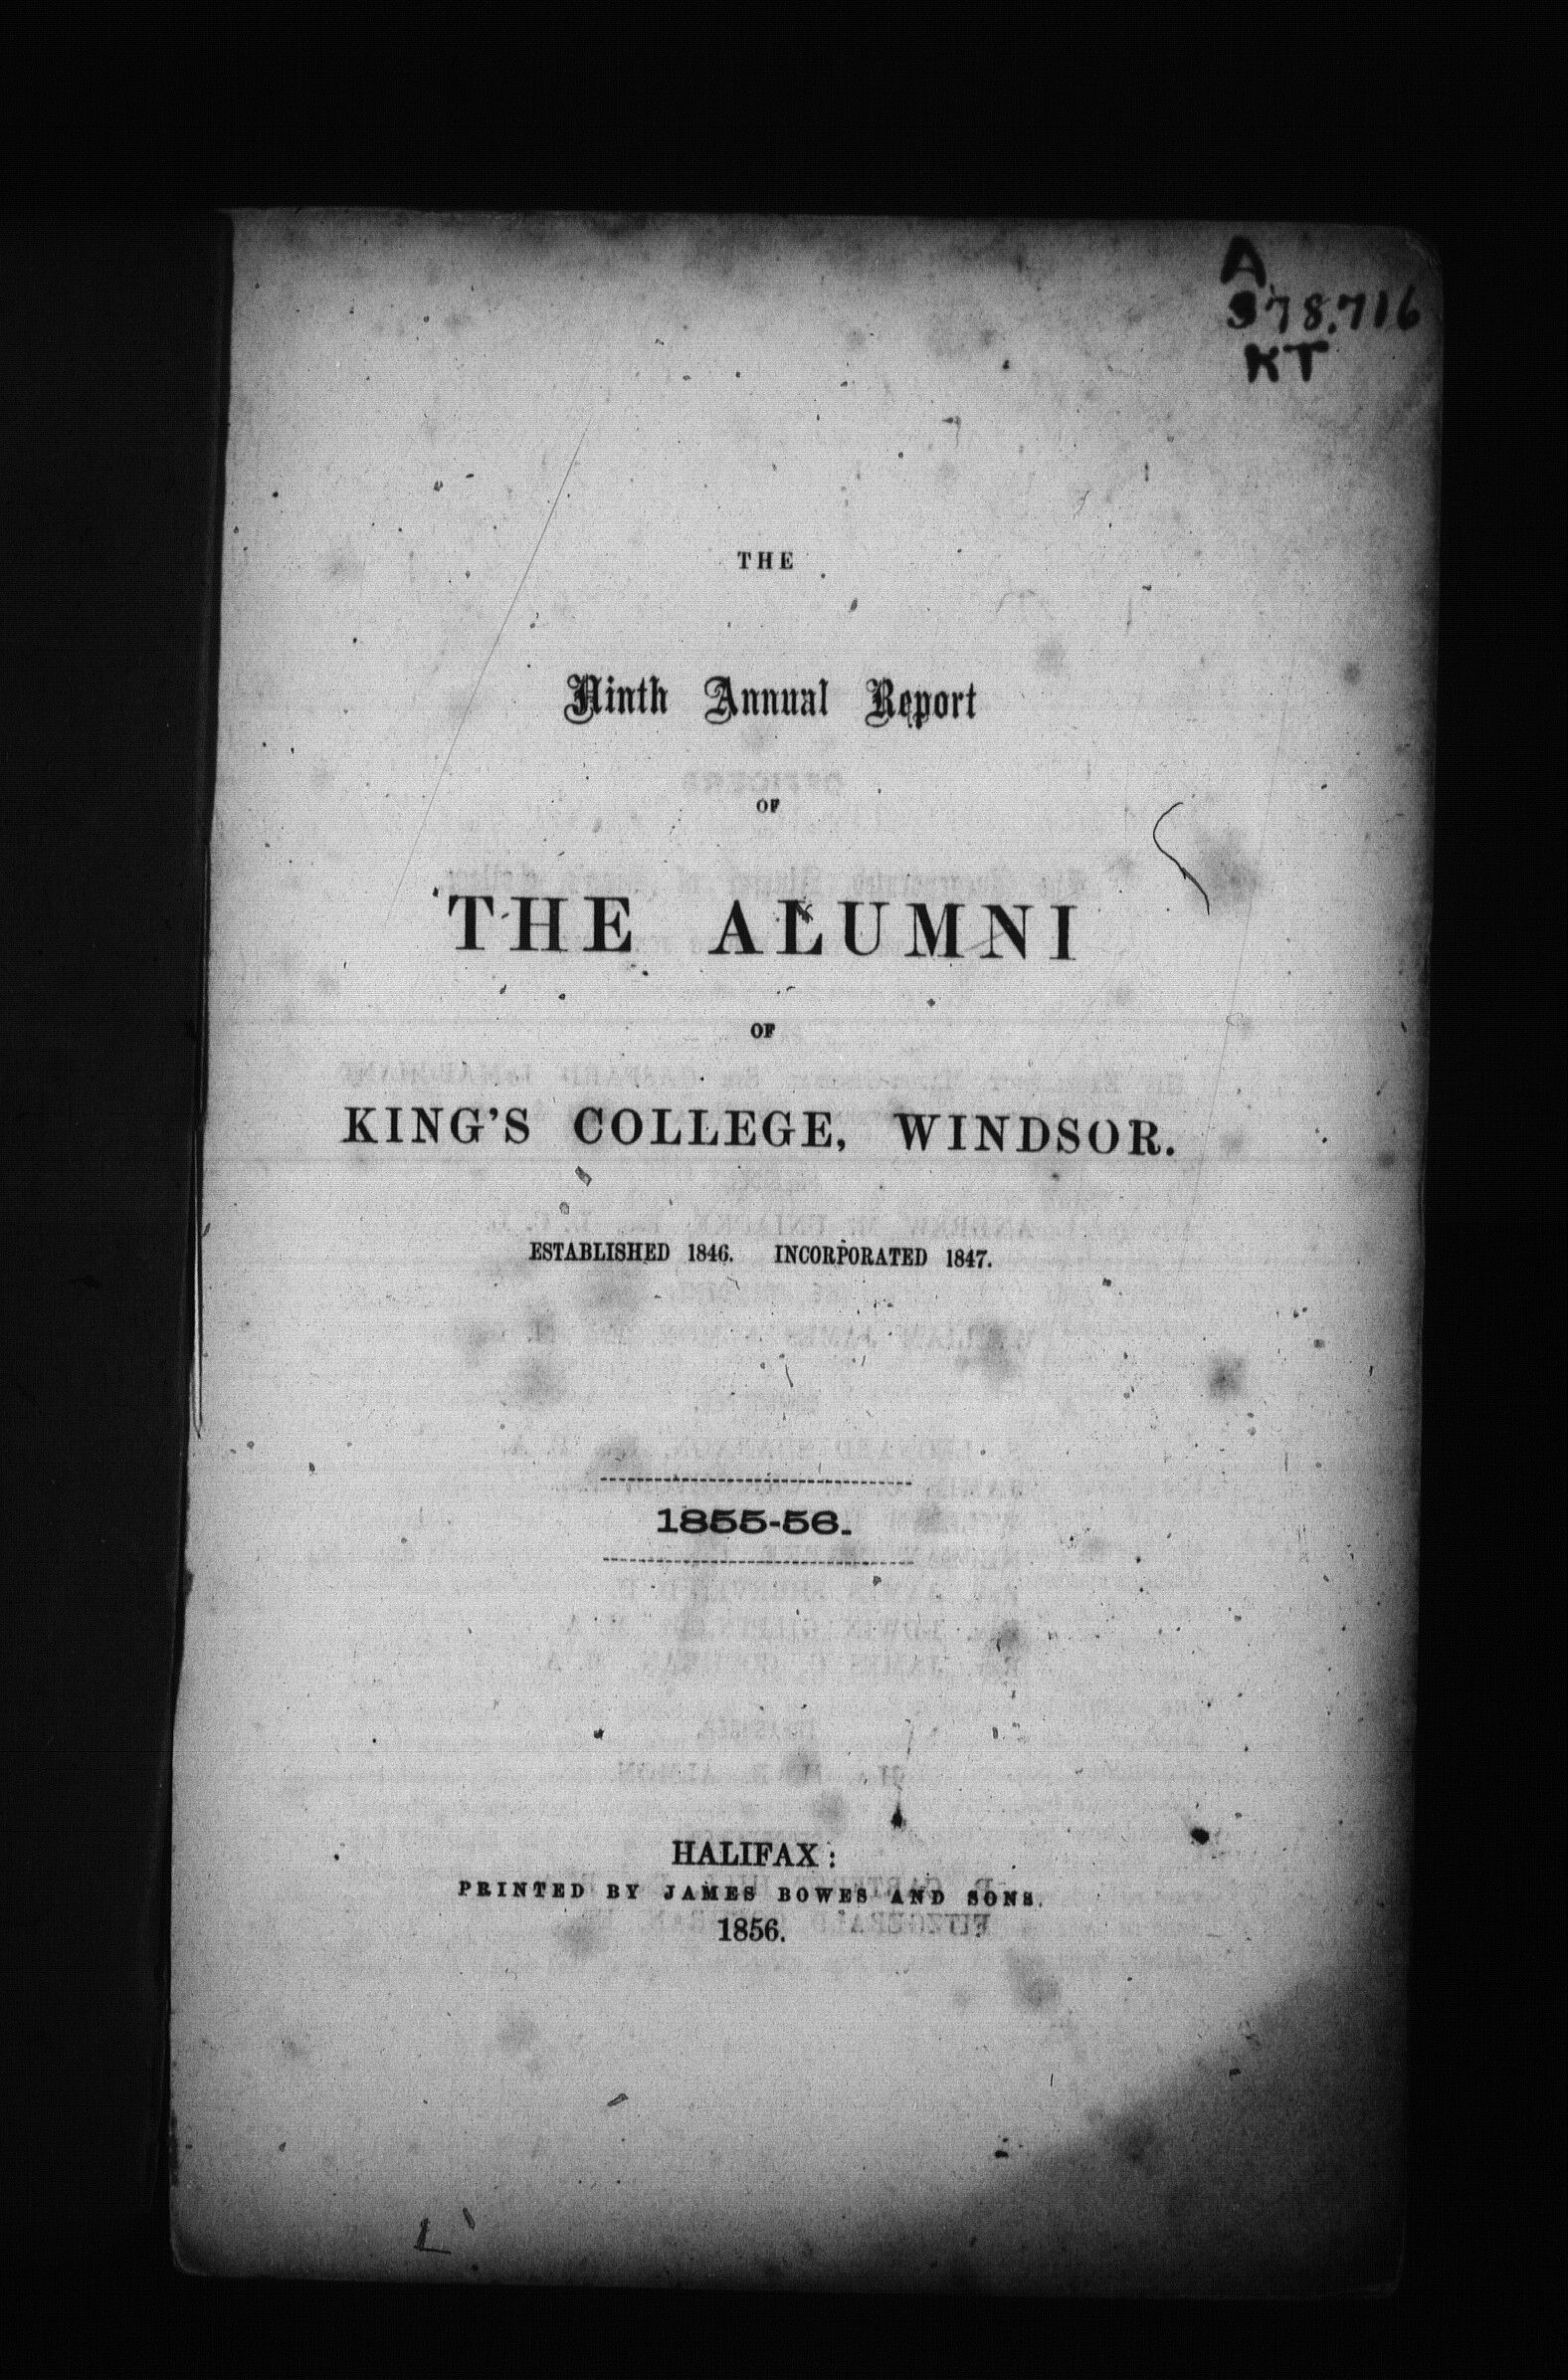 A
378.716
KT
THE
Ninth Annual Report
OF
THE ALUMNI
OF
KING'S COLLEGE, WINDSOR.
ESTABLISHED 1846. INCORPORATED 1847.
1855-56.
HALIFAX:
PRINTED BY JAMES BOWES AND SONS.
1856.